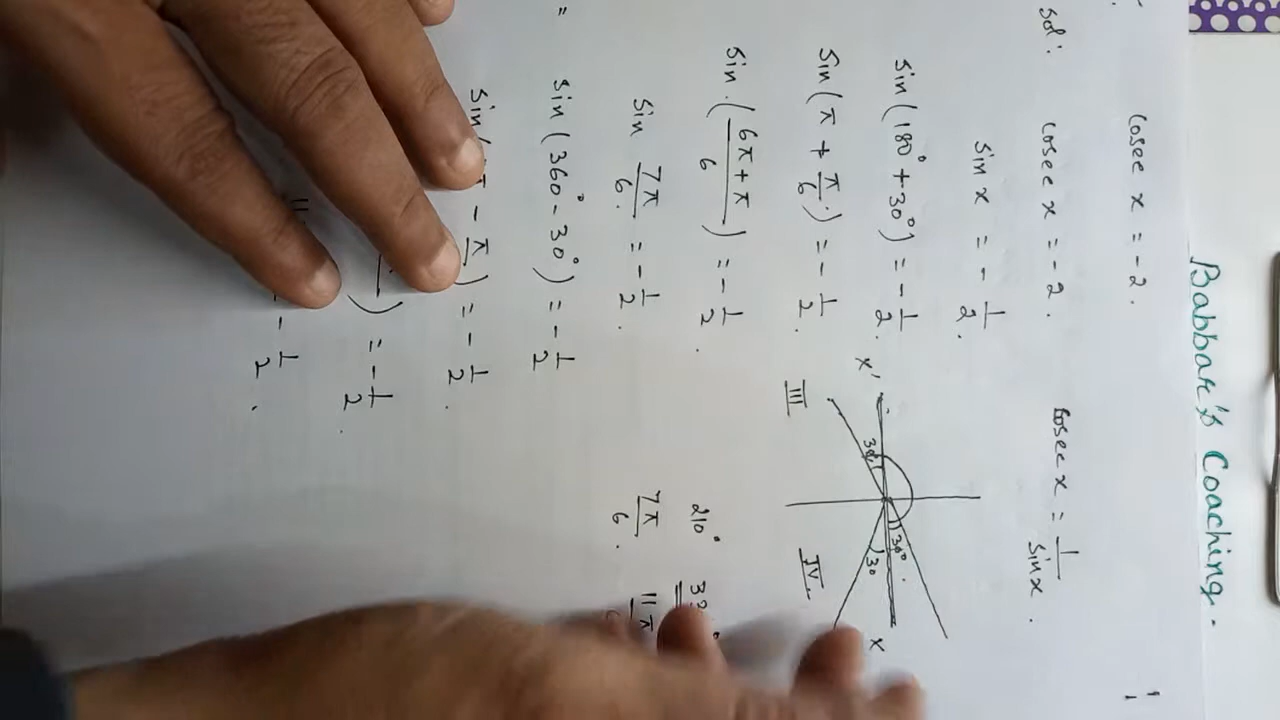 Babbar's Coaching.
Cosec x = -2.
Sol: Cosec x = -2. Cosec x = 1/Sin x.
Sin x = -1/2.
Sin(180° + 30°) = -1/2.
Sin(π + π/6) = -1/2.
Sin(6π+π/6) = -1/2.
Sin 7π/6 = -1/2.
= Sin(360° - 30°) = -1/2
- π/) = -1/2.
) = -1/2.
- 1/2.
X'
X
30°
30°
30
III
IV
210°
7π/6. 11π